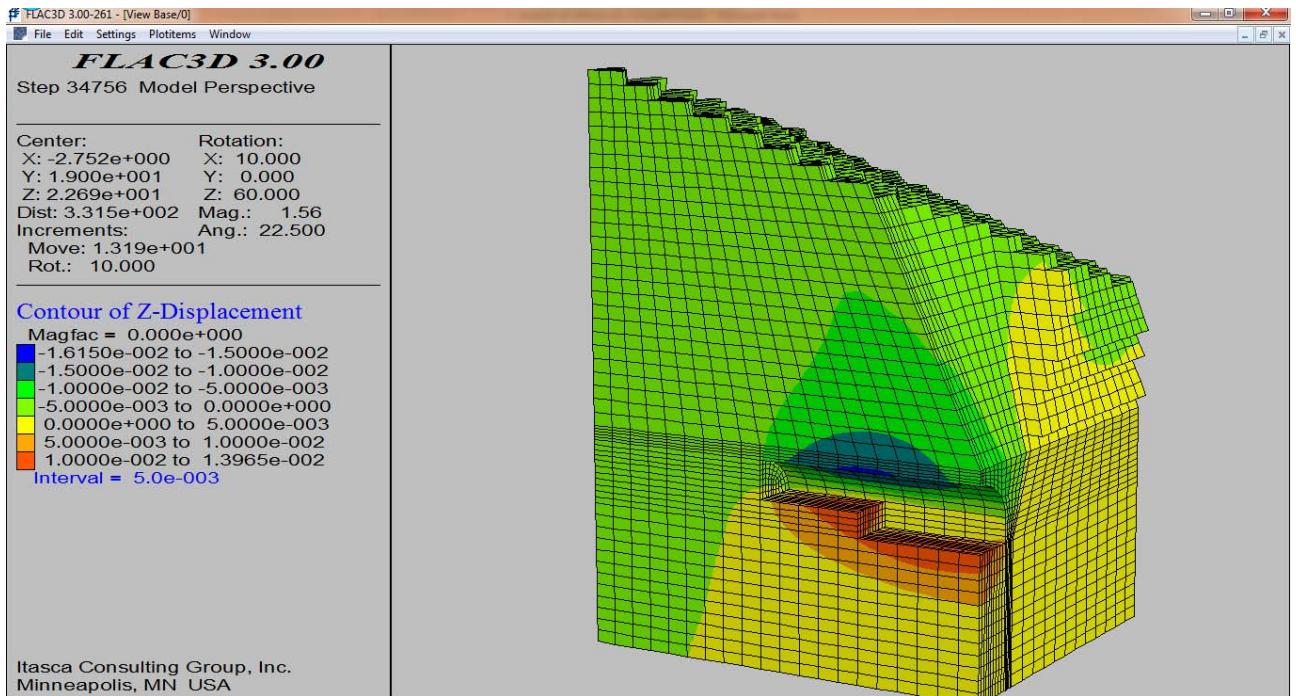 FLAC3D 3.00-261 - [View Base/0]
File Edit Settings Plotitems Window
FLAC3D 3.00
Step 34756 Model Perspective
Center: Rotation:
X: -2.752e+000 X: 10.000
Y: 1.900e+001 Y: 0.000
Z: 2.269e+001 Z: 60.000
Dist: 3.315e+002 Mag.: 1.56
Increments: Ang.: 22.500
Move: 1.319e+001
Rot.: 10.000
Contour of Z-Displacement
Magfac = 0.000e+000
-1.6150e-002 to -1.5000e-002
-1.5000e-002 to -1.0000e-002
-1.0000e-002 to -5.0000e-003
-5.0000e-003 to 0.0000e+000
0.0000e+000 to 5.0000e-003
5.0000e-003 to 1.0000e-002
1.0000e-002 to 1.3965e-002
Interval = 5.0e-003
Itasca Consulting Group, Inc.
Minneapolis, MN USA